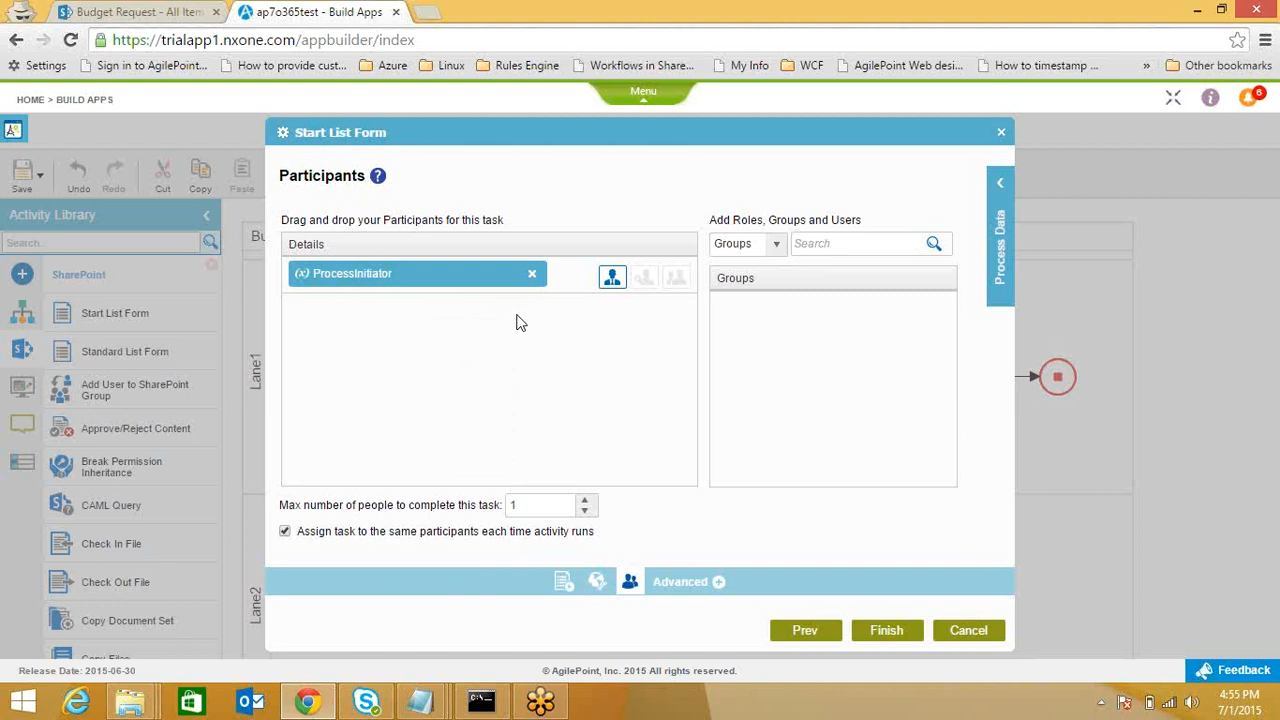 Budget Request - All Item
ap7o365test - Build Apps
https://trialapp1.nxone.com/appbuilder/index
Settings
Sign in to AgilePoint...
How to provide cust...
Azure
Linux
Rules Engine
Workflows in Share...
My Info
WCF
AgilePoint Web desi...
How to timestamp ...
»
Other bookmarks
Menu
HOME > BUILD APPS
6
Start List Form
Save
Undo
Redo
Cut
Copy
Paste
Participants
Activity Library
Search..
Drag and drop your Participants for this task
Add Roles, Groups and Users
Details
Groups
Search
(x) ProcessInitiator
Groups
Process Data
SharePoint
Start List Form
Standard List Form
Add User to SharePoint
Group
Approve/Reject Content
Break Permission
Inheritance
CAML Query
Check In File
Check Out File
Copy Document Set
Lane1
Lane2
Max number of people to complete this task:
1
Assign task to the same participants each time activity runs
Advanced
Prev
Finish
Cancel
Release Date: 2015-06-30
© AgilePoint, Inc. 2015 All rights reserved.
Feedback
4:55 PM
7/1/2015